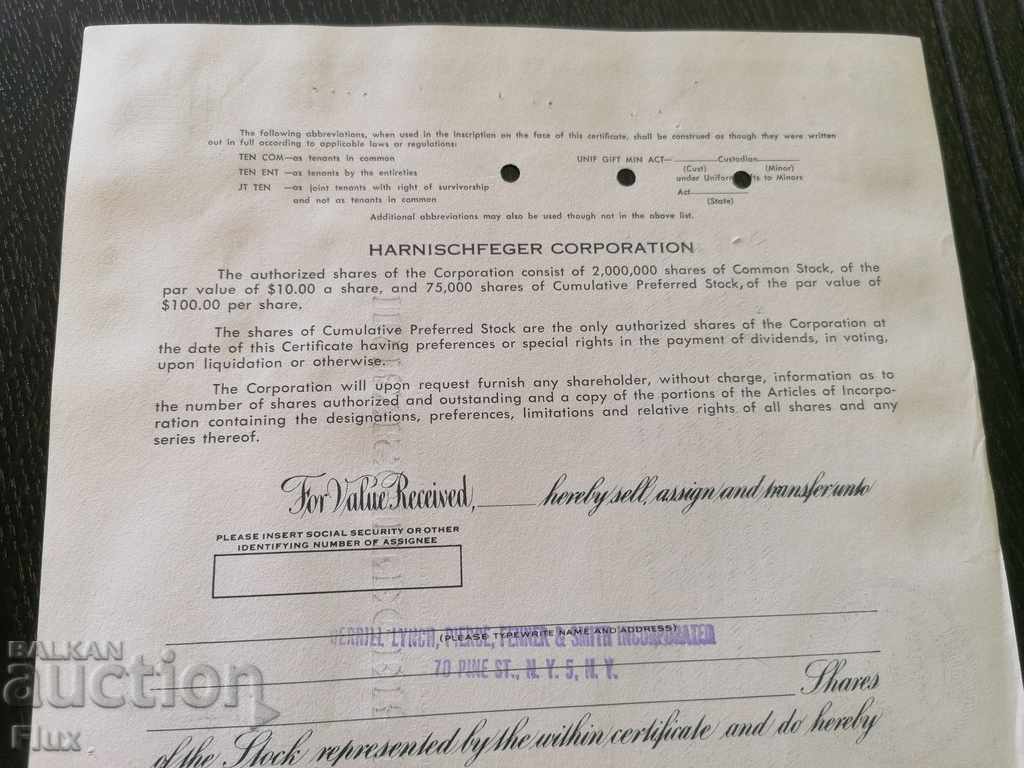 The following abbreviations, when used in the inscription on the face of this certificate, shall be construed as though they were written
out in full according to applicable laws or regulations:
TEN COM—as tenants in common
TEN ENT—as tenants by the entireties
JT TEN —as joint tenants with right of survivorship
and not as tenants in common
UNIF GIFT MIN ACT—__________Custodian__________
(Cust) (Minor)
under Uniform Gifts to Minors
Act__________
(State)
Additional abbreviations may also be used though not in the above list.
HARNISCHFEGER CORPORATION
The authorized shares of the Corporation consist of 2,000,000 shares of Common Stock, of the
par value of $10.00 a share, and 75,000 shares of Cumulative Preferred Stock, of the par value of
$100.00 per share.
The shares of Cumulative Preferred Stock are the only authorized shares of the Corporation at
the date of this Certificate having preferences or special rights in the payment of dividends, in voting,
upon liquidation or otherwise.
The Corporation will upon request furnish any shareholder, without charge, information as to
the number of shares authorized and outstanding and a copy of the portions of the Articles of Incorpo-
ration containing the designations, preferences, limitations and relative rights of all shares and any
series thereof.
For Value Received, ______ hereby sell, assign and transfer unto
PLEASE INSERT SOCIAL SECURITY OR OTHER
IDENTIFYING NUMBER OF ASSIGNEE
(PLEASE TYPEWRITE NAME AND ADDRESS)
MERRILL LYNCH, PIERCE, FENNER & SMITH INCORPORATED
70 PINE ST., N. Y. 5, N. Y.
Shares
of the Stock represented by the within certificate and do hereby
BALKAN
auction
Flux